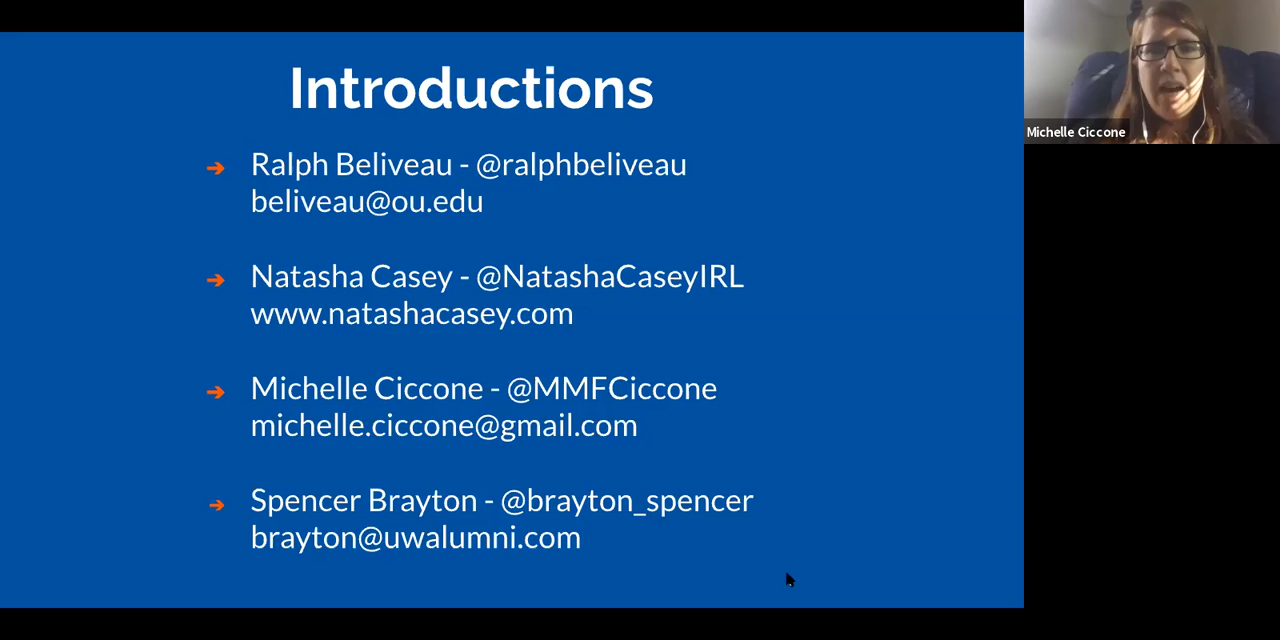 Introductions
➔ Ralph Beliveau - @ralphbeliveau
beliveau@ou.edu
➔ Natasha Casey - @NatashaCaseyIRL
www.natashacasey.com
➔ Michelle Ciccone - @MMFCiccone
michelle.ciccone@gmail.com
➔ Spencer Brayton - @brayton_spencer
brayton@uwalumni.com
Michelle Ciccone